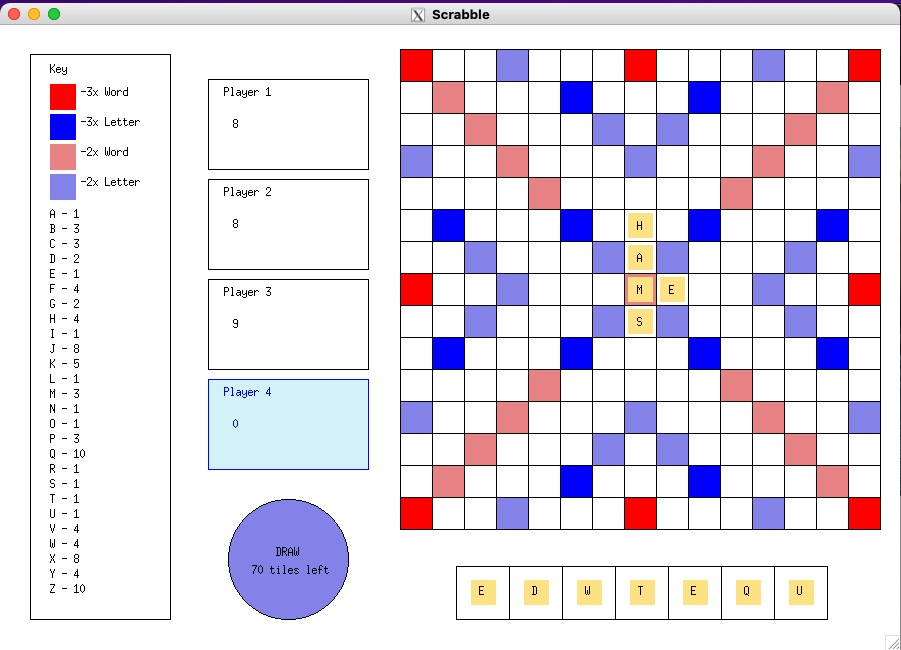 Scrabble
Key
-3x Word
-3x Letter
-2x Word
-2x Letter
A - 1
B - 3
C - 3
D - 2
E - 1
F - 4
G - 2
H - 4
I - 1
J - 8
K - 5
L - 1
M - 3
N - 1
O - 1
P - 3
Q - 10
R - 1
S - 1
T - 1
U - 1
V - 4
W - 4
X - 8
Y - 4
Z - 10
Player 1
8
Player 2
8
Player 3
9
Player 4
0
DRAW
70 tiles left
H
A
M E
S
E D W T E Q U